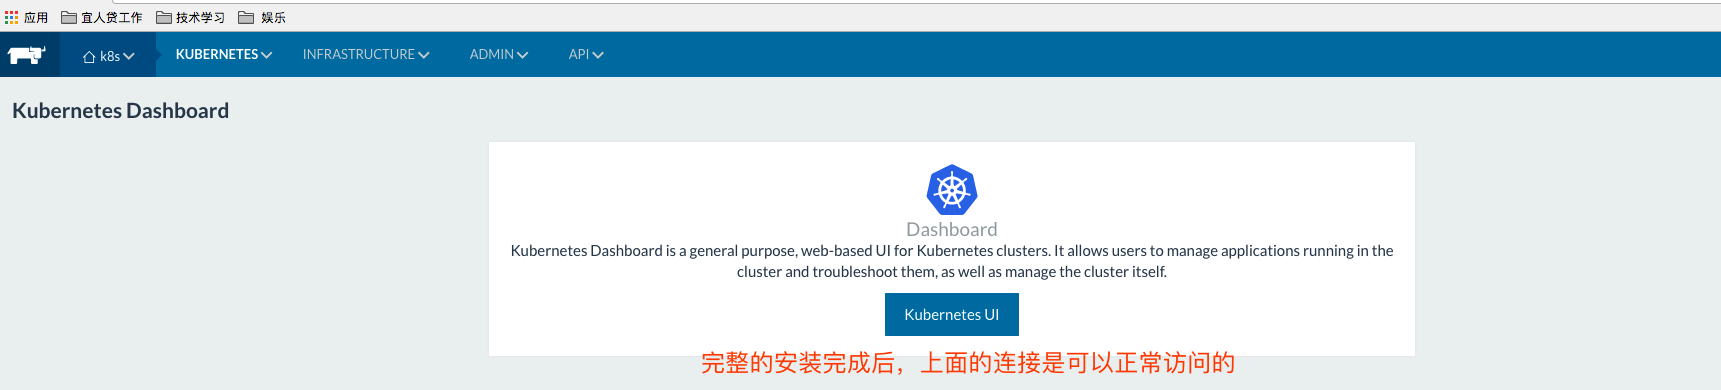 应用 宜人贷工作 技术学习 娱乐
k8s KUBERNETES INFRASTRUCTURE ADMIN API
Kubernetes Dashboard
Dashboard
Kubernetes Dashboard is a general purpose, web-based UI for Kubernetes clusters. It allows users to manage applications running in the
cluster and troubleshoot them, as well as manage the cluster itself.
Kubernetes UI
完整的安装完成后，上面的连接是可以正常访问的